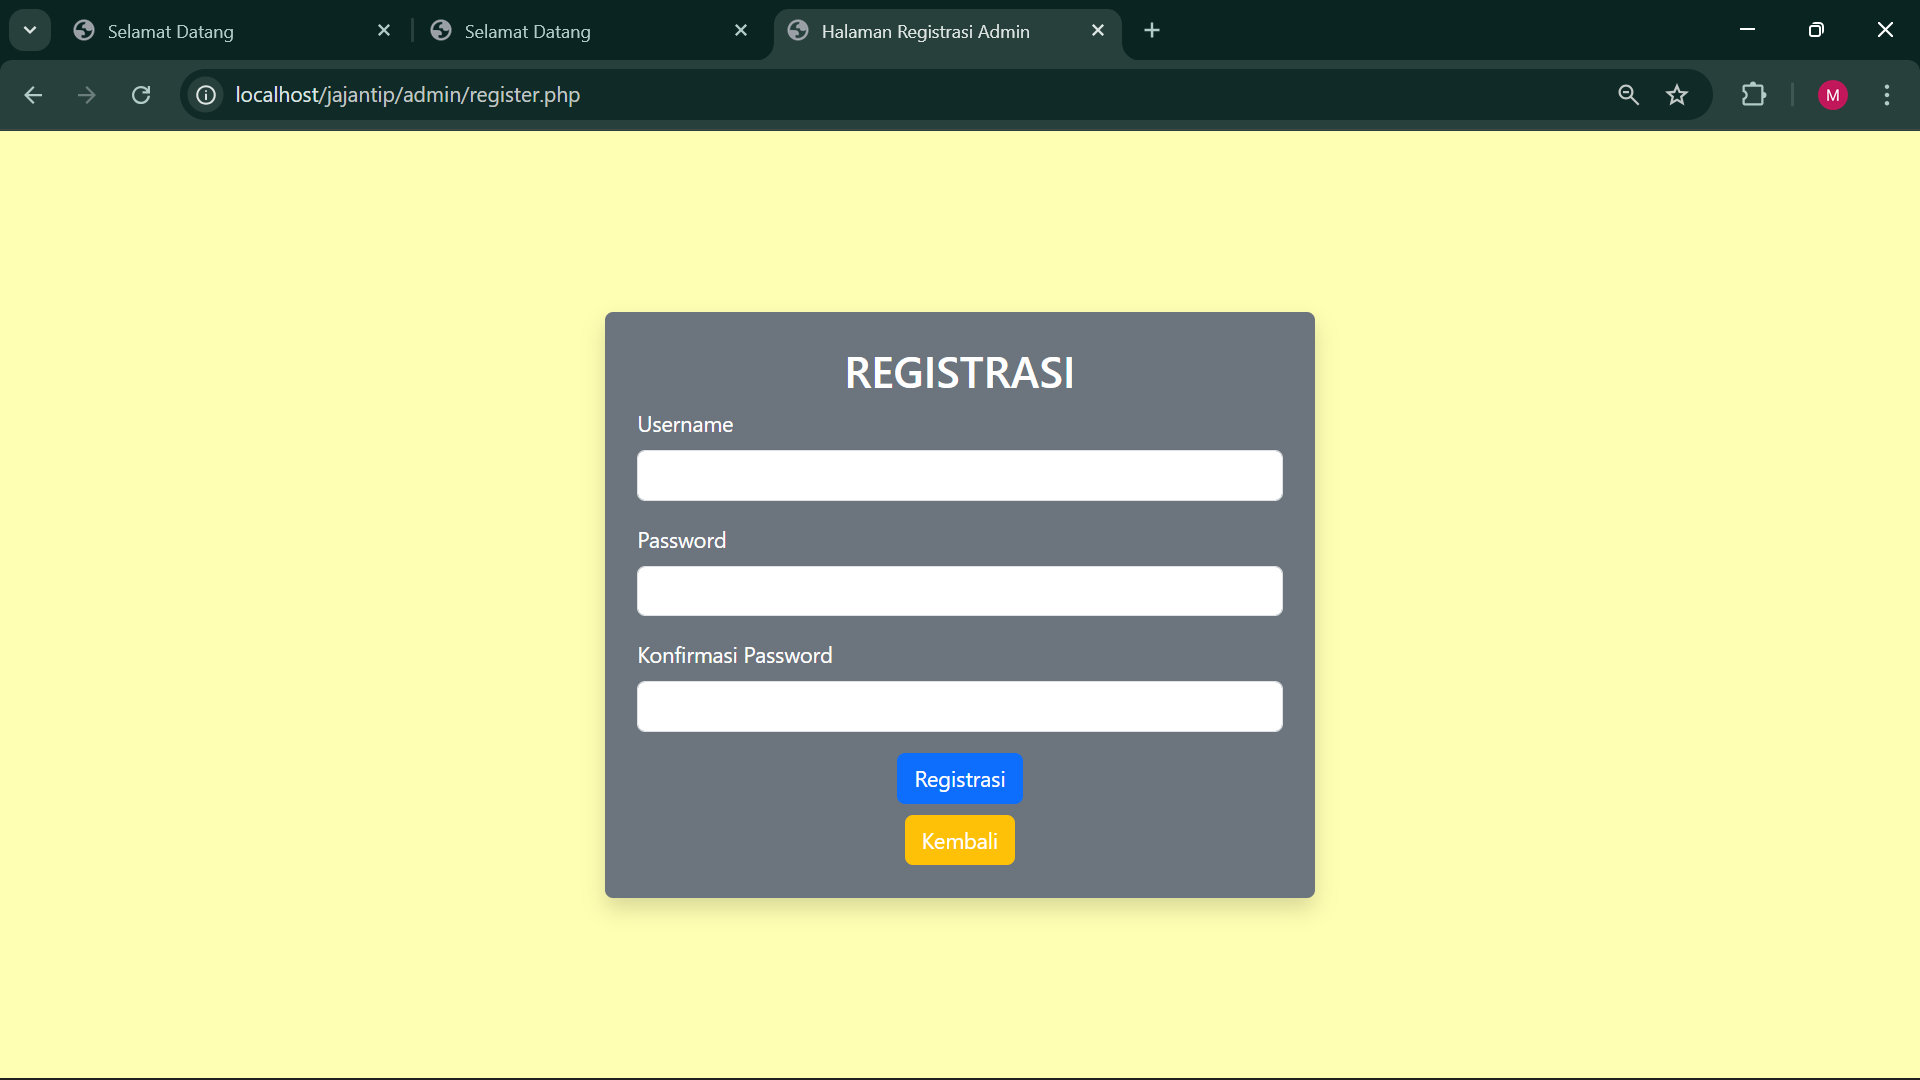 Selamat Datang
Selamat Datang
Halaman Registrasi Admin
localhost/jajantip/admin/register.php
M
REGISTRASI
Username
Password
Konfirmasi Password
Registrasi
Kembali